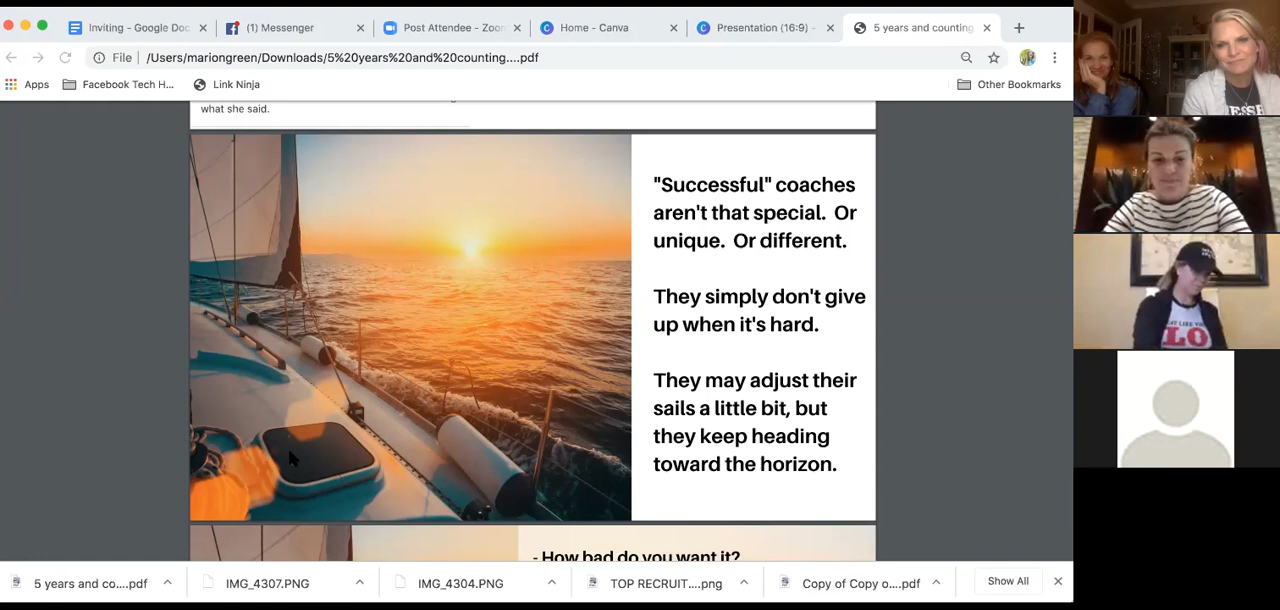 Inviting - Google Doc
(1) Messenger
Post Attendee - Zoom
Home - Canva
Presentation (16:9) -
5 years and counting
File
/Users/mariongreen/Downloads/5%20years%20and%20counting....pdf
Apps
Facebook Tech H...
Link Ninja
Other Bookmarks
what she said.
"Successful" coaches
aren't that special. Or
unique. Or different.
They simply don't give
up when it's hard.
They may adjust their
sails a little bit, but
they keep heading
toward the horizon.
- How bad do you want it?
5 years and co....pdf
IMG_4307.PNG
IMG_4304.PNG
TOP RECRUIT....png
Copy of Copy o....pdf
Show All